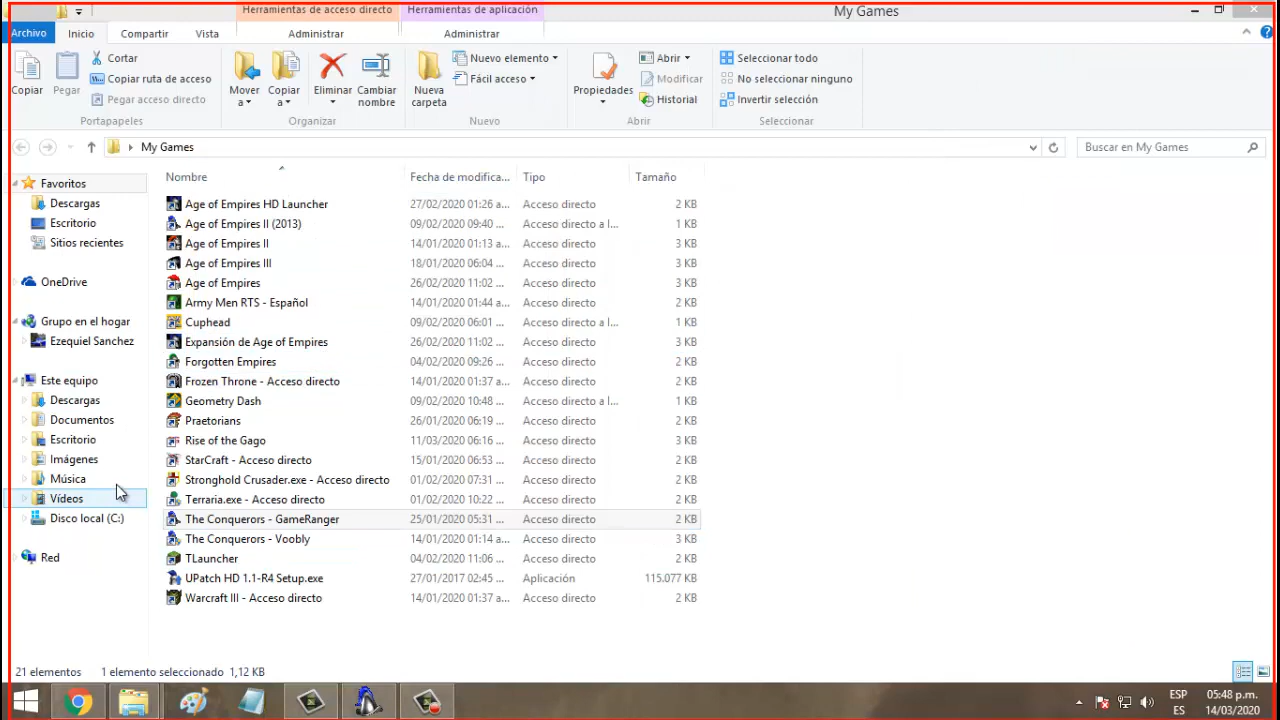 Herramientas de acceso directo Herramientas de aplicación My Games
Archivo Inicio Compartir Vista Administrar Administrar
Copiar Pegar Cortar Copiar ruta de acceso Pegar acceso directo Portapapeles
Mover a Copiar a Eliminar Cambiar nombre Organizar
Nueva carpeta Nuevo elemento Fácil acceso Nuevo
Propiedades Abrir Modificar Historial Abrir
Seleccionar todo No seleccionar ninguno Invertir selección Seleccionar
My Games Buscar en My Games
Favoritos
Descargas
Escritorio
Sitios recientes
OneDrive
Grupo en el hogar
Ezequiel Sanchez
Este equipo
Descargas
Documentos
Escritorio
Imágenes
Música
Vídeos
Disco local (C:)
Red
Nombre Fecha de modifica... Tipo Tamaño
Age of Empires HD Launcher 27/02/2020 01:26 a... Acceso directo 2 KB
Age of Empires II (2013) 09/02/2020 09:40 ... Acceso directo a I... 1 KB
Age of Empires II 14/01/2020 01:13 a... Acceso directo 3 KB
Age of Empires III 18/01/2020 06:04 ... Acceso directo 3 KB
Age of Empires 26/02/2020 11:02 ... Acceso directo 3 KB
Army Men RTS - Español 14/01/2020 01:44 a... Acceso directo 2 KB
Cuphead 09/02/2020 06:01 ... Acceso directo a I... 1 KB
Expansión de Age of Empires 26/02/2020 11:02 ... Acceso directo 3 KB
Forgotten Empires 04/02/2020 09:26 ... Acceso directo 2 KB
Frozen Throne - Acceso directo 14/01/2020 01:37 a... Acceso directo 2 KB
Geometry Dash 09/02/2020 10:48 ... Acceso directo a I... 1 KB
Praetorians 26/01/2020 06:19 ... Acceso directo 2 KB
Rise of the Gago 11/03/2020 06:16 ... Acceso directo 3 KB
StarCraft - Acceso directo 15/01/2020 06:53 ... Acceso directo 2 KB
Stronghold Crusader.exe - Acceso directo 01/02/2020 07:31 ... Acceso directo 2 KB
Terraria.exe - Acceso directo 01/02/2020 10:22 ... Acceso directo 2 KB
The Conquerors - GameRanger 25/01/2020 05:31 ... Acceso directo 2 KB
The Conquerors - Voobly 14/01/2020 01:14 a... Acceso directo 3 KB
TLauncher 04/02/2020 11:06 ... Acceso directo 2 KB
UPatch HD 1.1-R4 Setup.exe 27/01/2017 02:45 ... Aplicación 115.077 KB
Warcraft III - Acceso directo 14/01/2020 01:37 a... Acceso directo 2 KB
21 elementos 1 elemento seleccionado 1,12 KB
ESP 05:48 p.m.
ES 14/03/2020